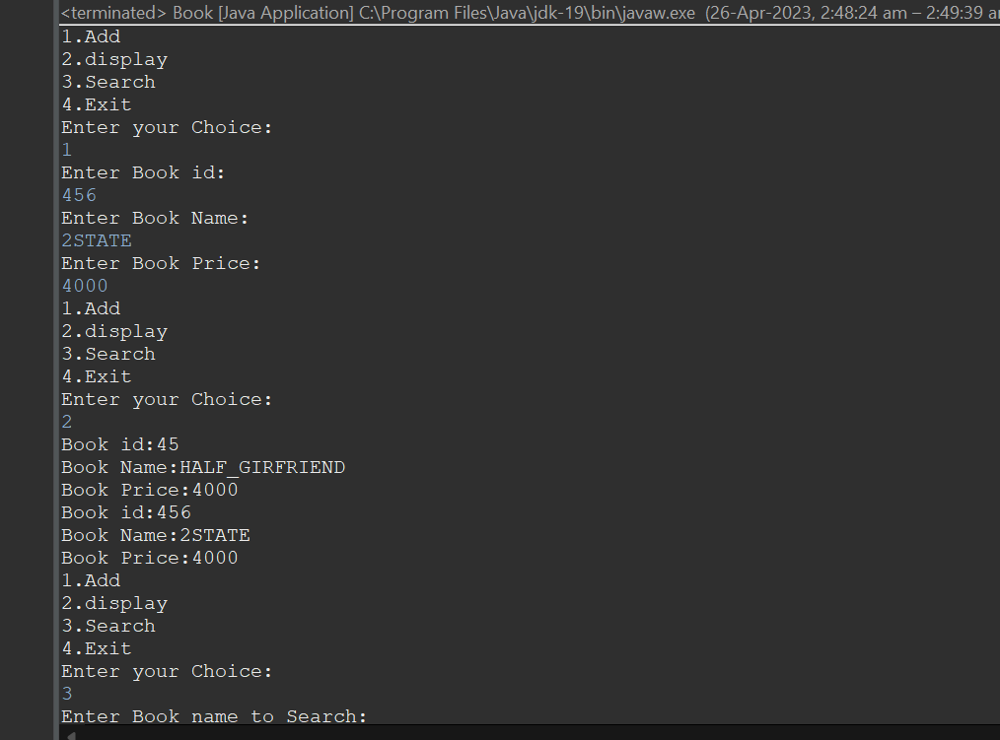 <terminated> Book [Java Application] C:\Program Files\Java\jdk-19\bin\javaw.exe (26-Apr-2023, 2:48:24 am – 2:49:39 a
1.Add
2.display
3.Search
4.Exit
Enter your Choice:
1
Enter Book id:
456
Enter Book Name:
2STATE
Enter Book Price:
4000
1.Add
2.display
3.Search
4.Exit
Enter your Choice:
2
Book id:45
Book Name:HALF_GIRFRIEND
Book Price:4000
Book id:456
Book Name:2STATE
Book Price:4000
1.Add
2.display
3.Search
4.Exit
Enter your Choice:
3
Enter Book name to Search: